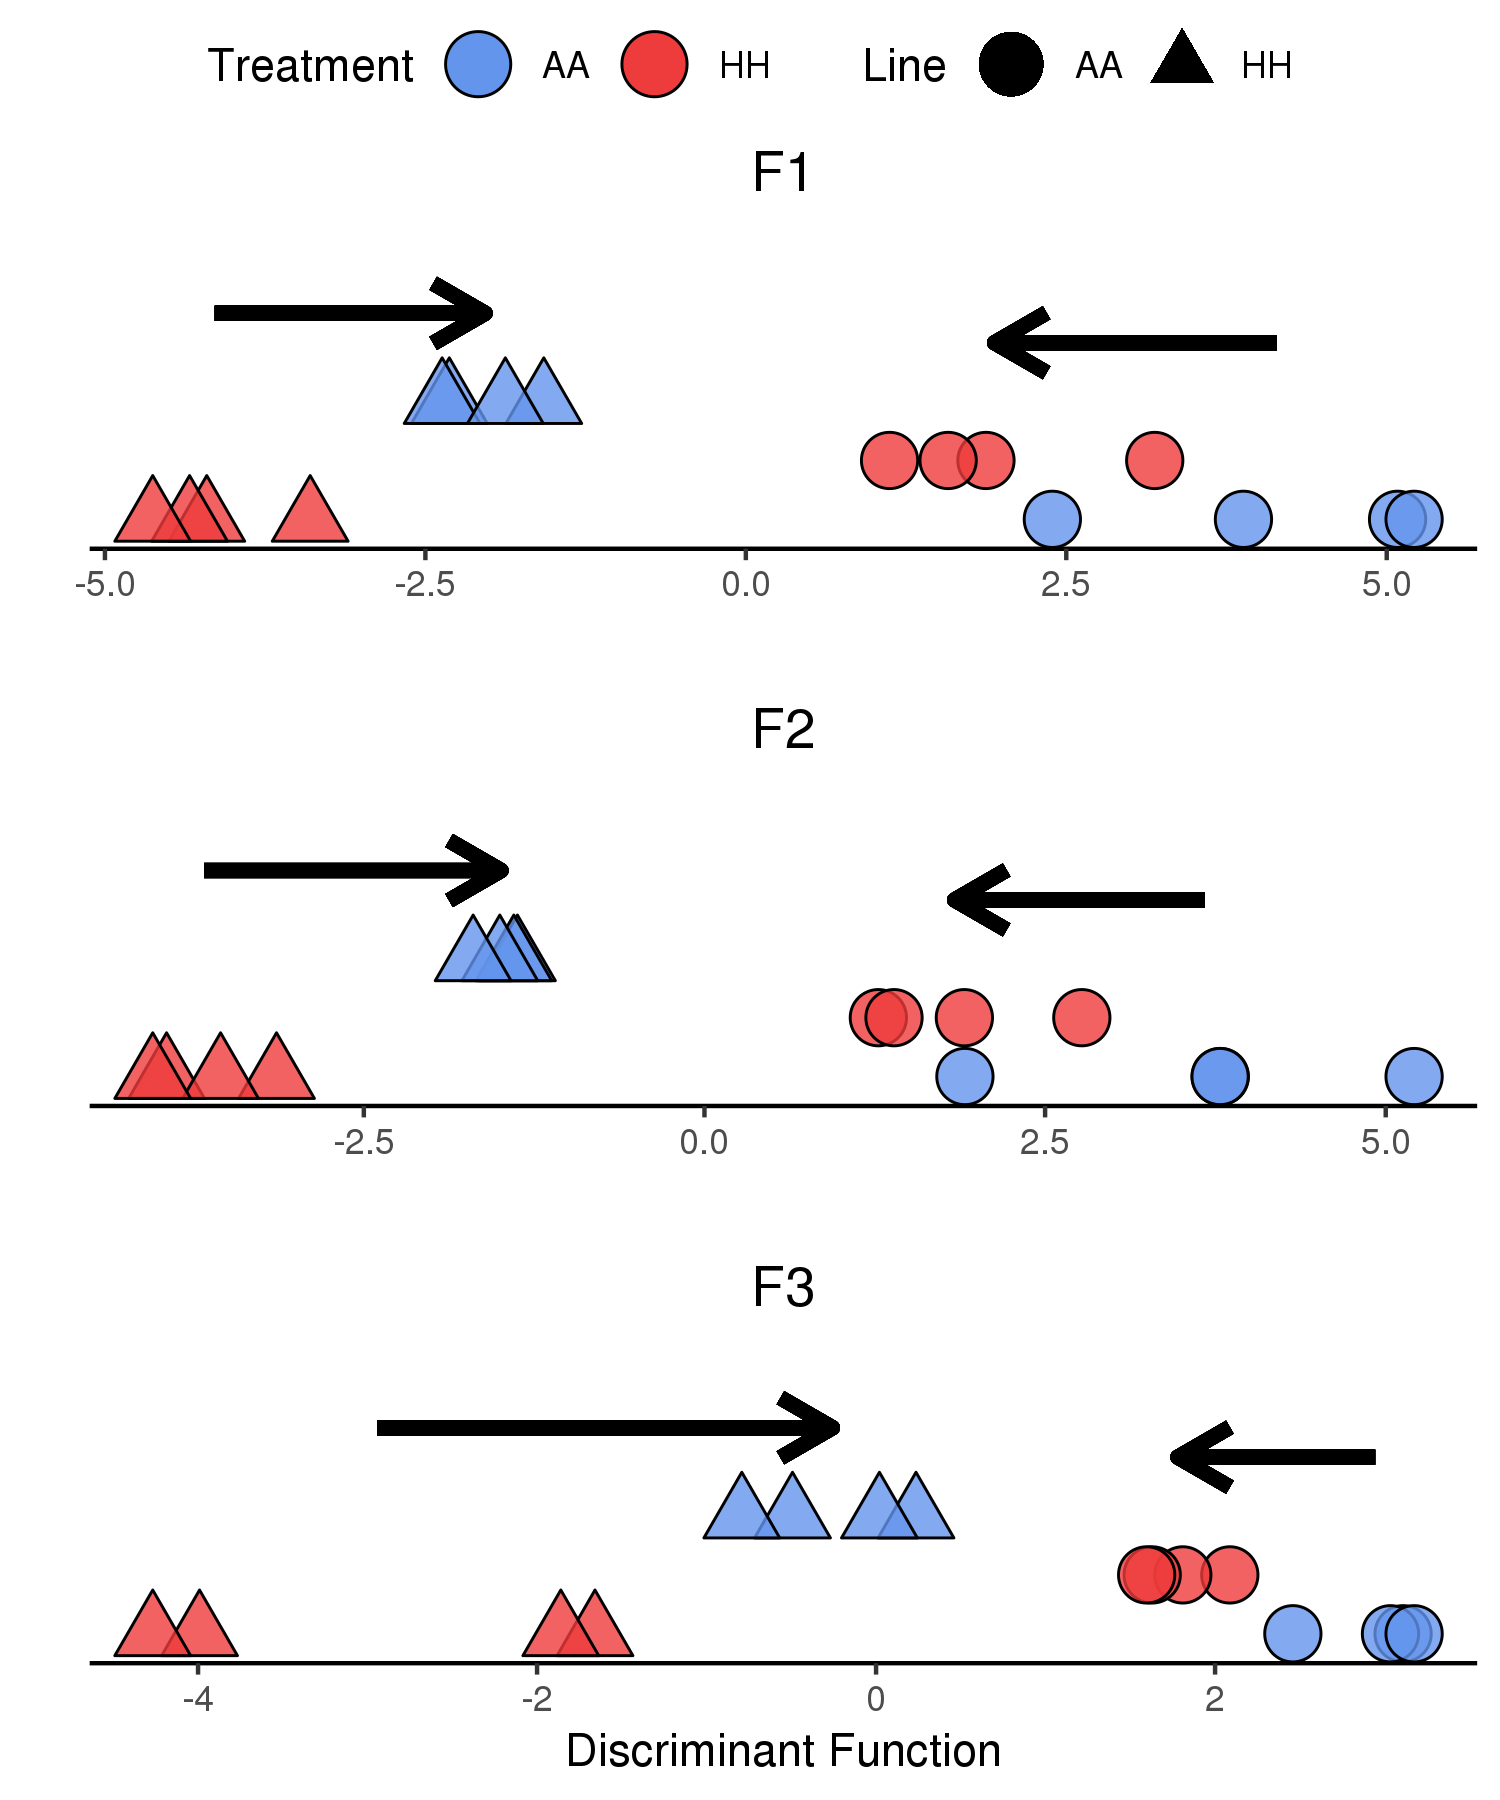 Treatment AA HH Line AA HH
F1
-5.0 -2.5 0.0 2.5 5.0
F2
-2.5 0.0 2.5 5.0
F3
-4 -2 0 2
Discriminant Function